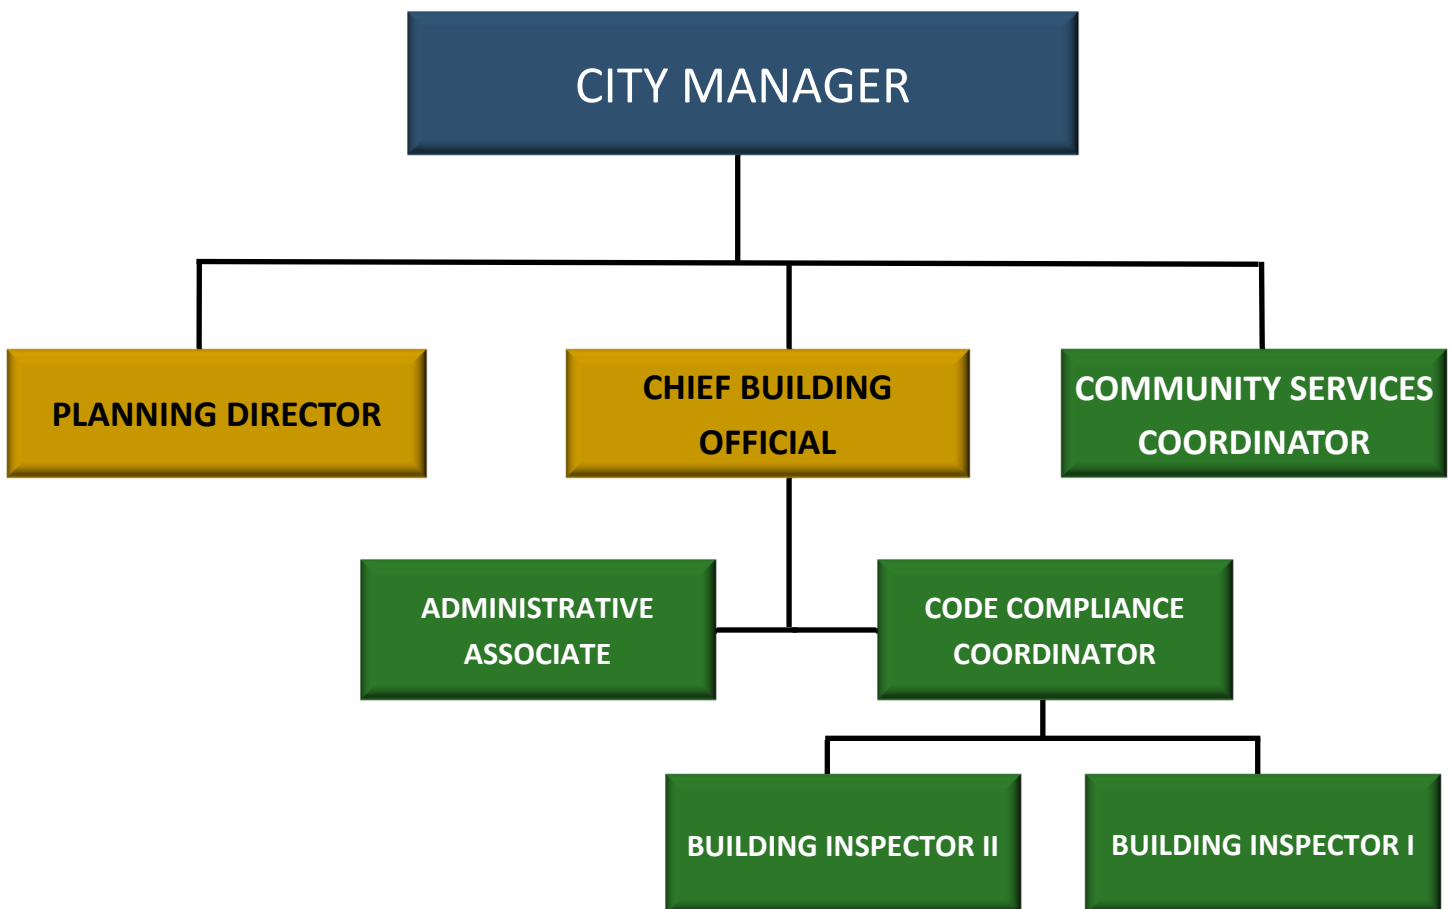 CITY MANAGER
PLANNING DIRECTOR
CHIEF BUILDING
OFFICIAL
COMMUNITY SERVICES
COORDINATOR
ADMINISTRATIVE
ASSOCIATE
CODE COMPLIANCE
COORDINATOR
BUILDING INSPECTOR II
BUILDING INSPECTOR I